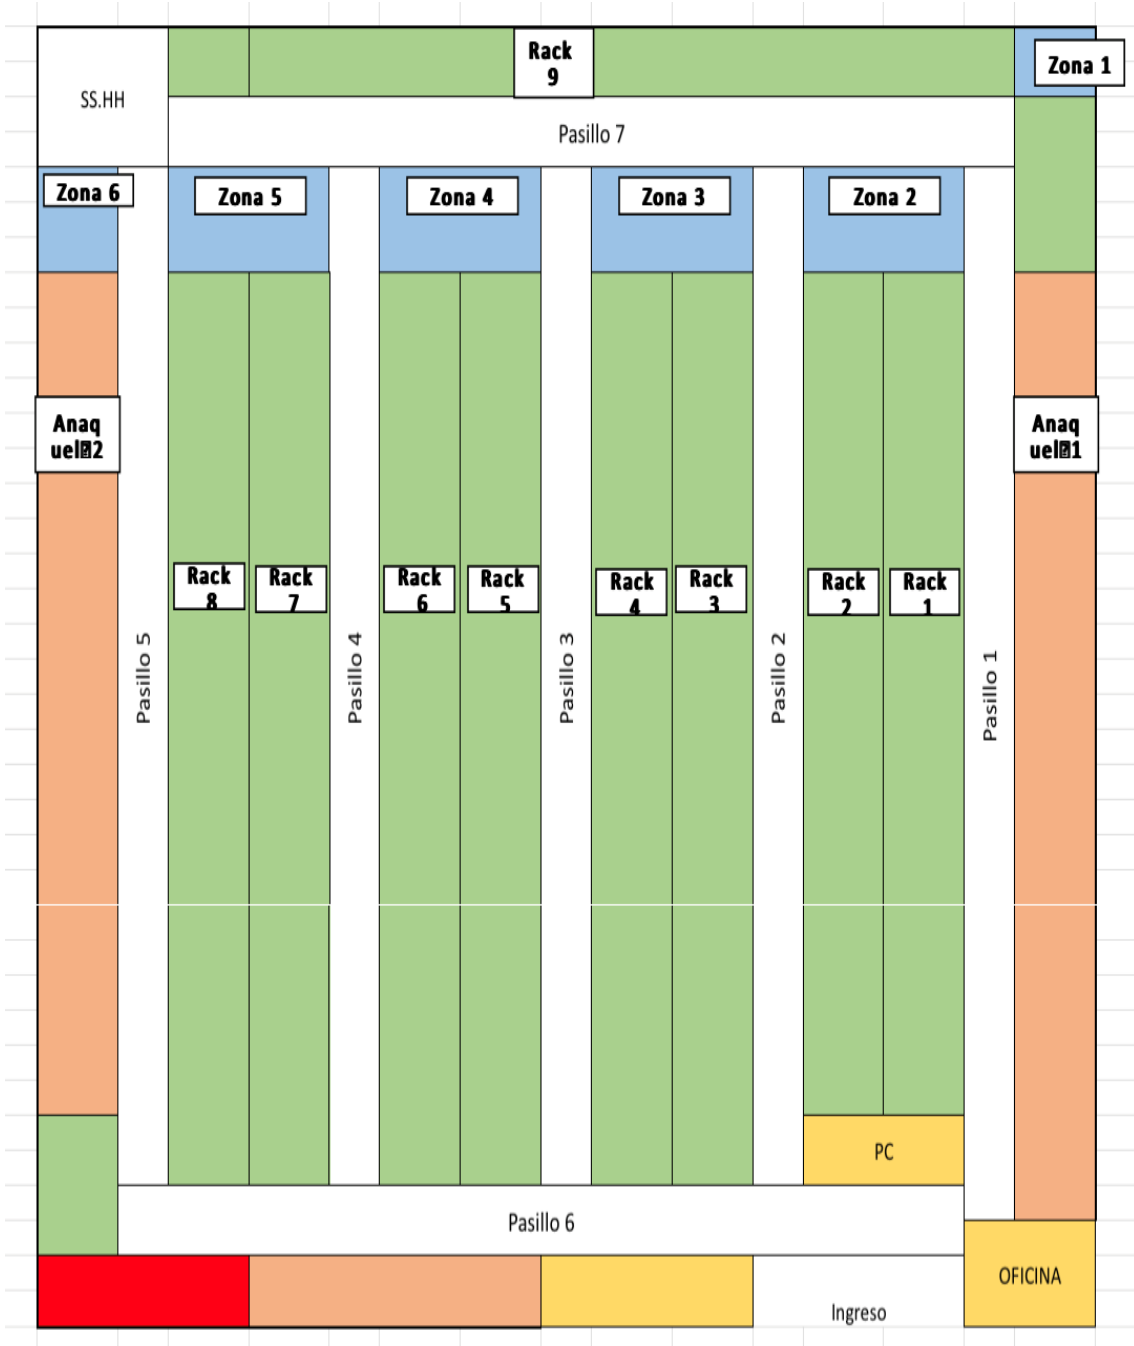 Rack
9
Zona 1
SS.HH
Pasillo 7
Zona 6
Zona 5
Zona 4
Zona 3
Zona 2
Anaq
uel 2
Anaq
uel 1
Rack
8
Rack
7
Rack
6
Rack
5
Rack
4
Rack
3
Rack
2
Rack
1
Pasillo 5
Pasillo 4
Pasillo 3
Pasillo 2
Pasillo 1
PC
Pasillo 6
OFICINA
Ingreso